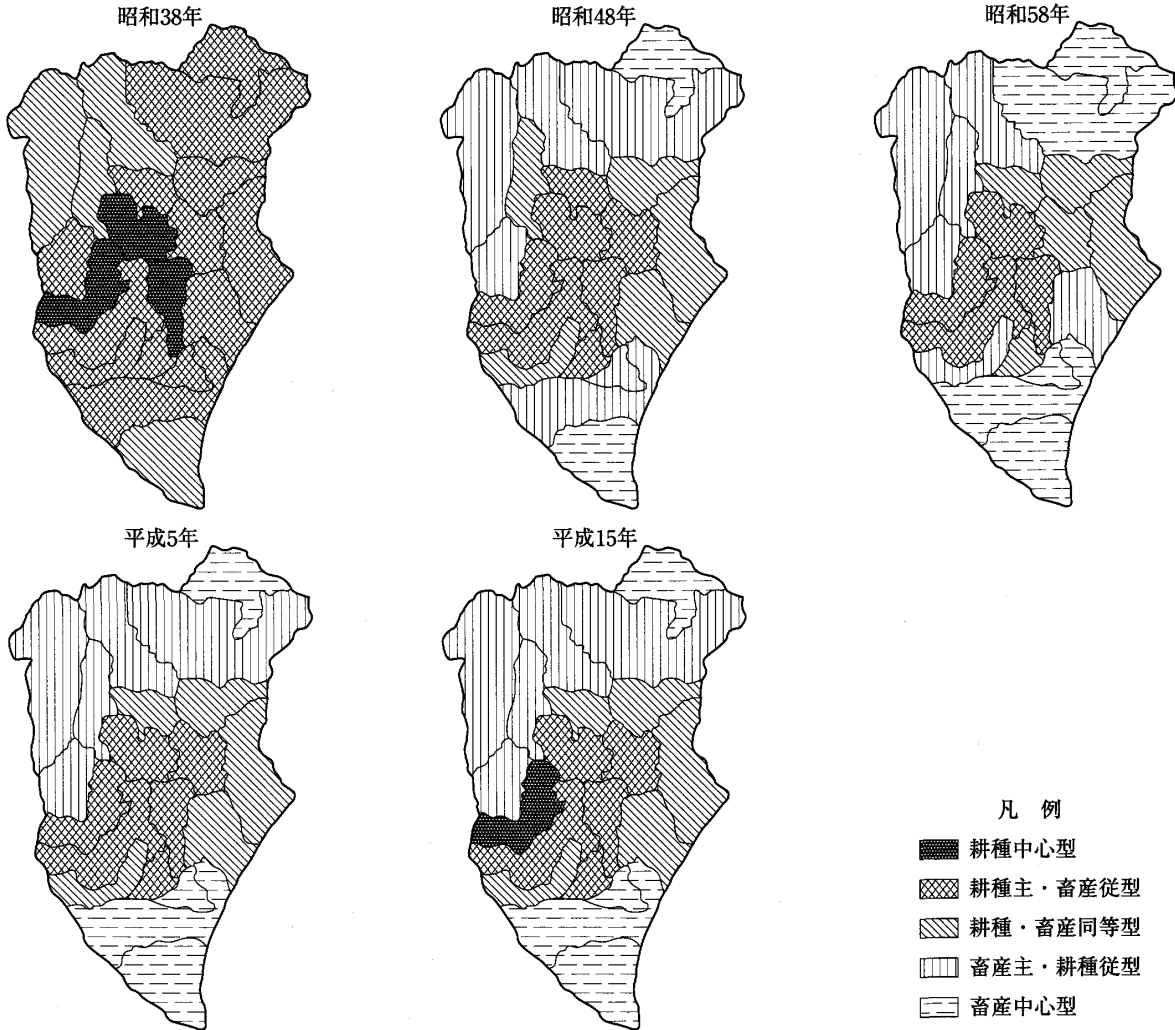 昭和38年
昭和48年
昭和58年
平成5年
平成15年
凡 例
耕種中心型
耕種主・畜産従型
耕種・畜産同等型
畜産主・耕種従型
畜産中心型